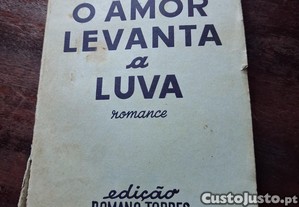 O AMOR
LEVANTA
a
LUVA
romance
edição
ROMANO TORRES
CustoJusto.pt